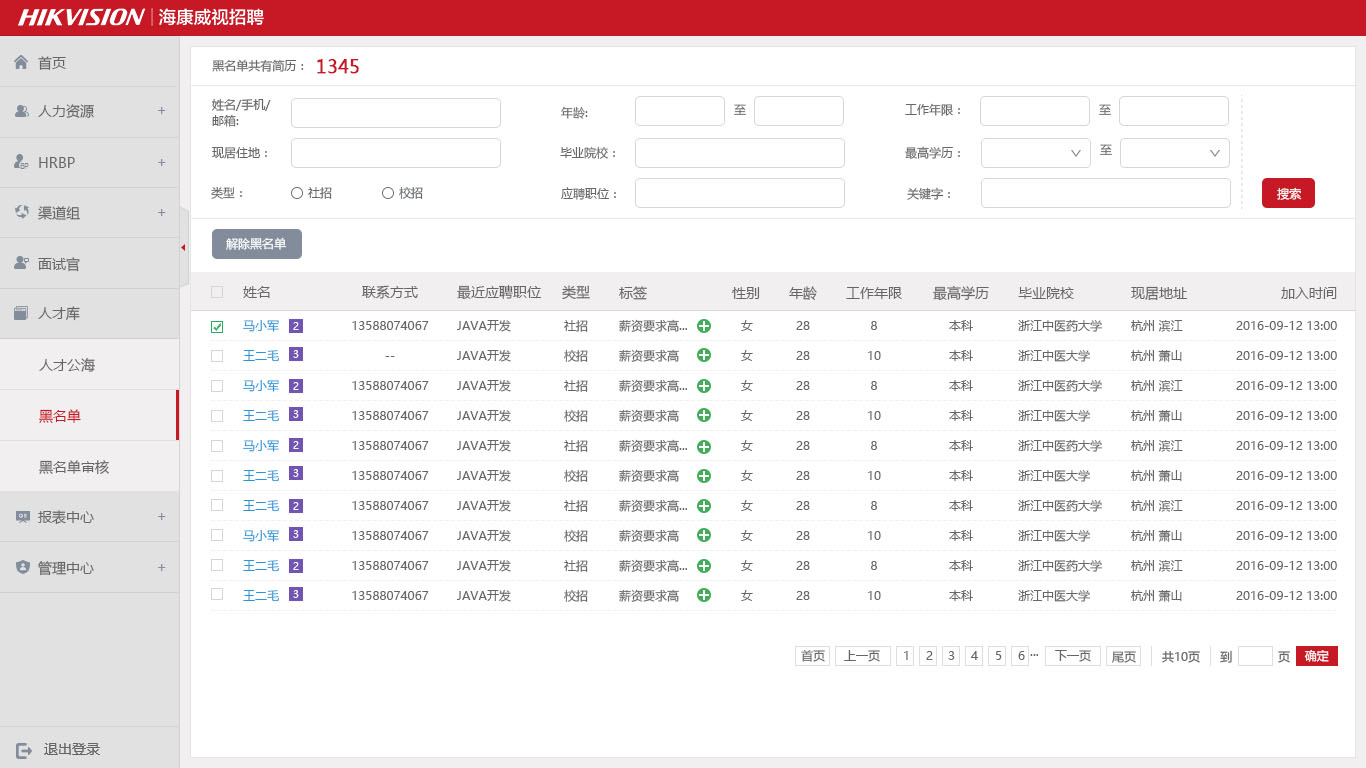 HIKVISION 海康威视招聘
首页
人力资源 +
HRBP +
渠道组 +
面试官
人才库
人才公海
黑名单
黑名单审核
报表中心 +
管理中心 +
退出登录
黑名单共有简历： 1345
姓名/手机/
邮箱:
年龄: 至
工作年限： 至
现居住地：
毕业院校：
最高学历： 至
类型： 社招 校招
应聘职位：
关键字：
搜索
解除黑名单
姓名 联系方式 最近应聘职位 类型 标签 性别 年龄 工作年限 最高学历 毕业院校 现居地址 加入时间
马小军 2 13588074067 JAVA开发 社招 薪资要求高... 女 28 8 本科 浙江中医药大学 杭州 滨江 2016-09-12 13:00
王二毛 3 -- JAVA开发 校招 薪资要求高 女 28 10 本科 浙江中医大学 杭州 萧山 2016-09-12 13:00
马小军 2 13588074067 JAVA开发 社招 薪资要求高... 女 28 8 本科 浙江中医药大学 杭州 滨江 2016-09-12 13:00
王二毛 3 13588074067 JAVA开发 校招 薪资要求高 女 28 10 本科 浙江中医大学 杭州 萧山 2016-09-12 13:00
马小军 2 13588074067 JAVA开发 社招 薪资要求高... 女 28 8 本科 浙江中医药大学 杭州 滨江 2016-09-12 13:00
王二毛 3 13588074067 JAVA开发 校招 薪资要求高 女 28 10 本科 浙江中医大学 杭州 萧山 2016-09-12 13:00
王二毛 2 13588074067 JAVA开发 社招 薪资要求高... 女 28 8 本科 浙江中医药大学 杭州 滨江 2016-09-12 13:00
马小军 3 13588074067 JAVA开发 校招 薪资要求高 女 28 10 本科 浙江中医大学 杭州 萧山 2016-09-12 13:00
王二毛 2 13588074067 JAVA开发 社招 薪资要求高... 女 28 8 本科 浙江中医药大学 杭州 滨江 2016-09-12 13:00
王二毛 3 13588074067 JAVA开发 校招 薪资要求高 女 28 10 本科 浙江中医大学 杭州 萧山 2016-09-12 13:00
首页 上一页 1 2 3 4 5 6 ... 下一页 尾页 共10页 到 页 确定